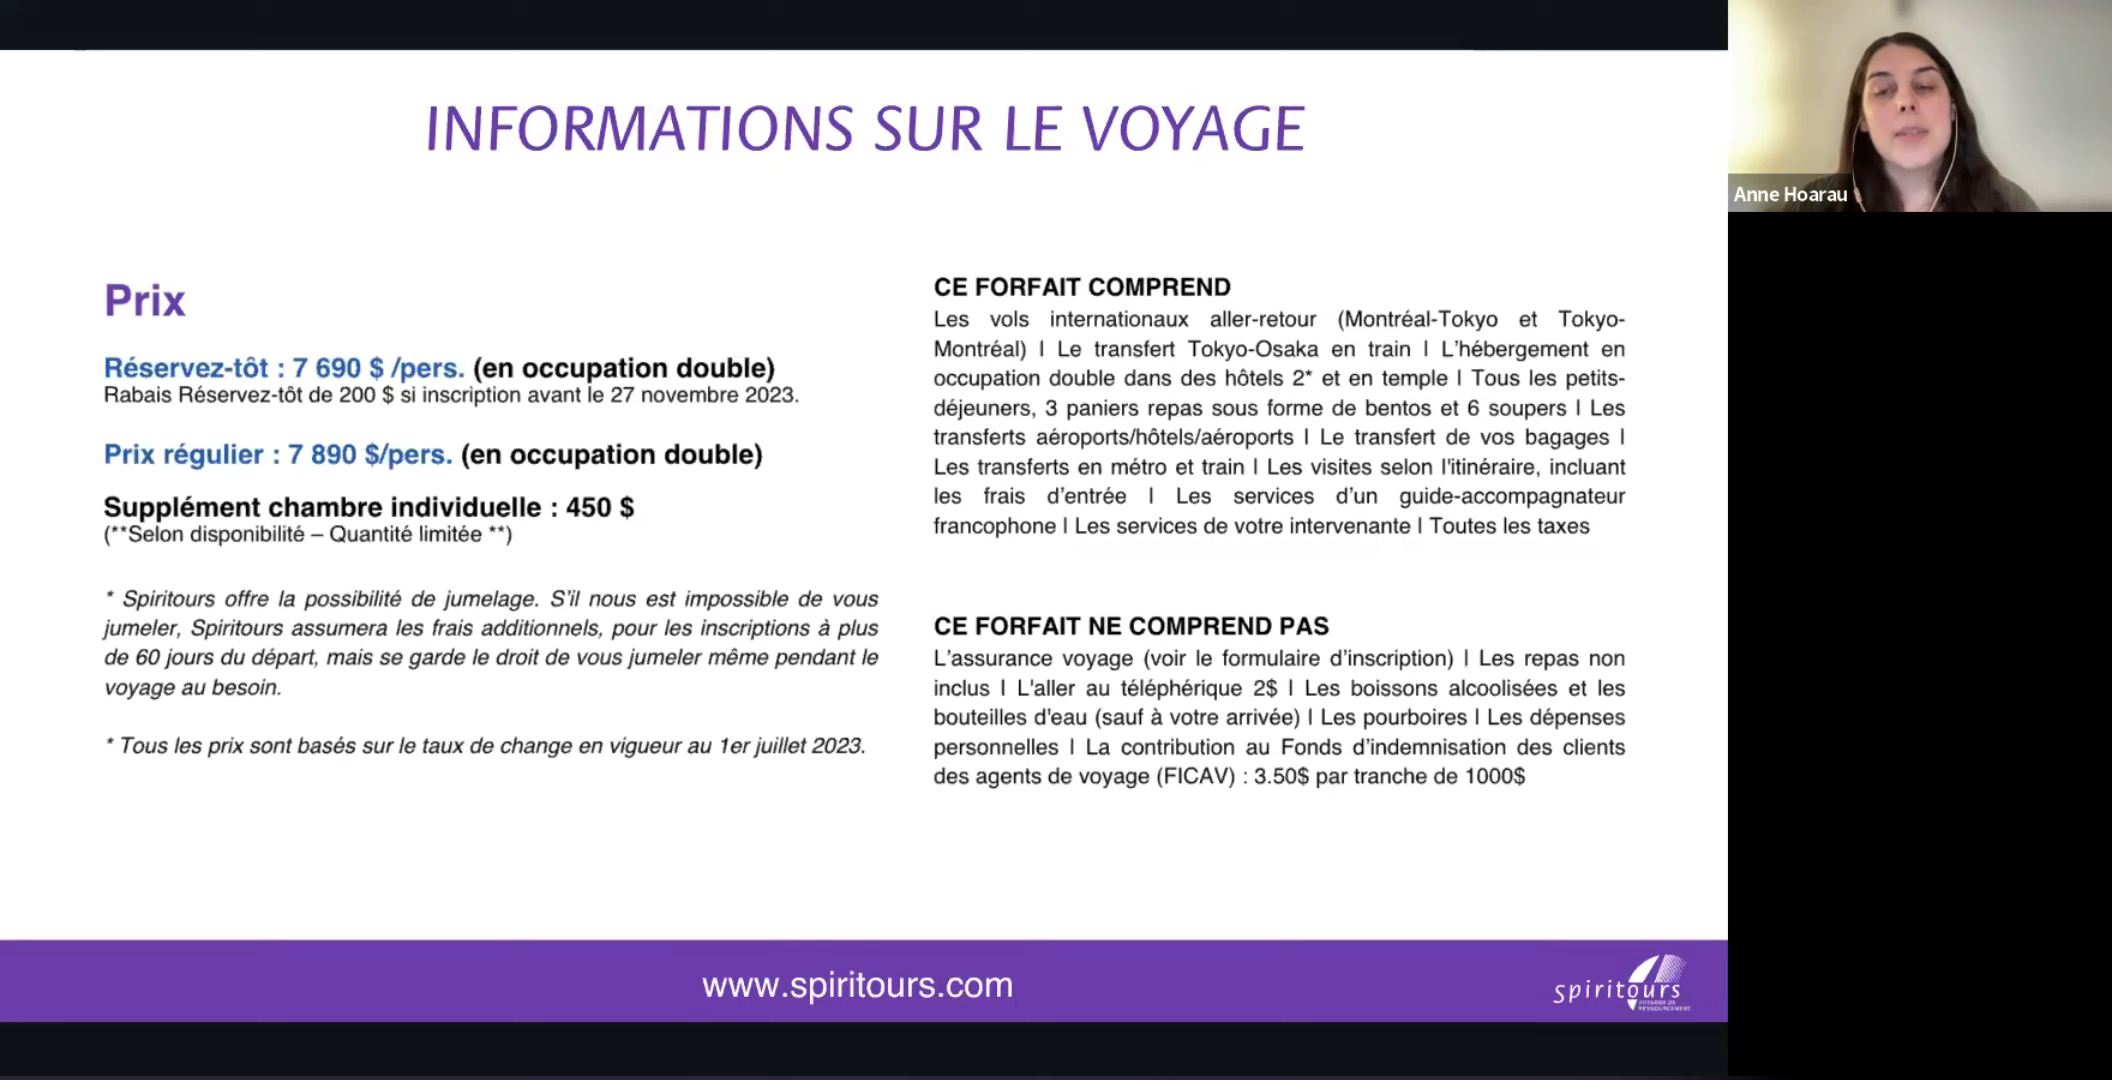 INFORMATIONS SUR LE VOYAGE
Prix
Réservez-tôt : 7 690 $ /pers. (en occupation double)
Rabais Réservez-tôt de 200 $ si inscription avant le 27 novembre 2023.
Prix régulier : 7 890 $/pers. (en occupation double)
Supplément chambre individuelle : 450 $
(**Selon disponibilité – Quantité limitée **)
* Spiritours offre la possibilité de jumelage. S'il nous est impossible de vous
jumeler, Spiritours assumera les frais additionnels, pour les inscriptions à plus
de 60 jours du départ, mais se garde le droit de vous jumeler même pendant le
voyage au besoin.
* Tous les prix sont basés sur le taux de change en vigueur au 1er juillet 2023.
CE FORFAIT COMPREND
Les vols internationaux aller-retour (Montréal-Tokyo et Tokyo-
Montréal) l Le transfert Tokyo-Osaka en train l L'hébergement en
occupation double dans des hôtels 2* et en temple l Tous les petits-
déjeuners, 3 paniers repas sous forme de bentos et 6 soupers l Les
transferts aéroports/hôtels/aéroports l Le transfert de vos bagages l
Les transferts en métro et train l Les visites selon l'itinéraire, incluant
les frais d'entrée l Les services d'un guide-accompagnateur
francophone l Les services de votre intervenante l Toutes les taxes
CE FORFAIT NE COMPREND PAS
L'assurance voyage (voir le formulaire d'inscription) l Les repas non
inclus l L'aller au téléphérique 2$ l Les boissons alcoolisées et les
bouteilles d'eau (sauf à votre arrivée) l Les pourboires l Les dépenses
personnelles l La contribution au Fonds d'indemnisation des clients
des agents de voyage (FICAV) : 3.50$ par tranche de 1000$
www.spiritours.com
spiritours
VOYAGES DE
RESSOURCEMENT
Anne Hoarau